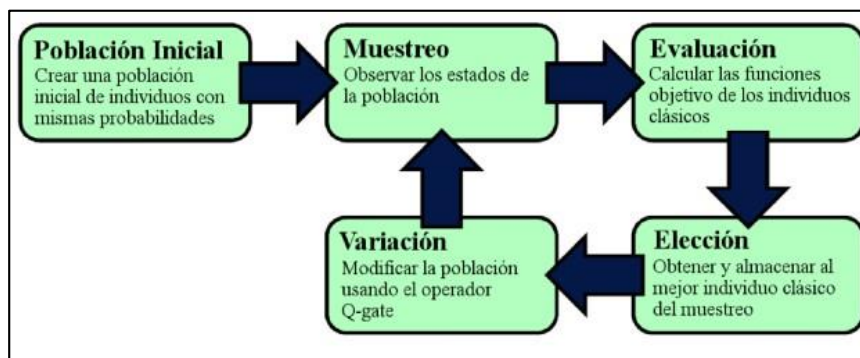 Población Inicial
Crear una población
inicial de individuos con
mismas probabilidades
Muestreo
Observar los estados de
la población
Evaluación
Calcular las funciones
objetivo de los individuos
clásicos
Variación
Modificar la población
usando el operador
Q-gate
Elección
Obtener y almacenar al
mejor individuo clásico
del muestreo